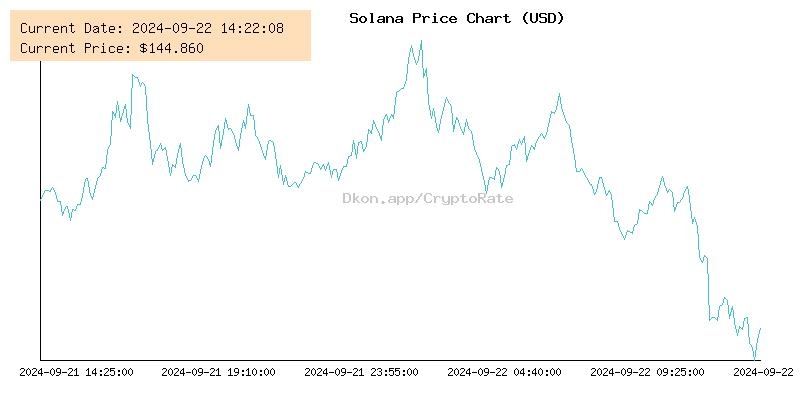 Solana Price Chart (USD)
Current Date: 2024-09-22 14:22:08
Current Price: $144.860
Dkon.app/CryptoRate
2024-09-21 14:25:00
2024-09-21 19:10:00
2024-09-21 23:55:00
2024-09-22 04:40:00
2024-09-22 09:25:00
2024-09-22